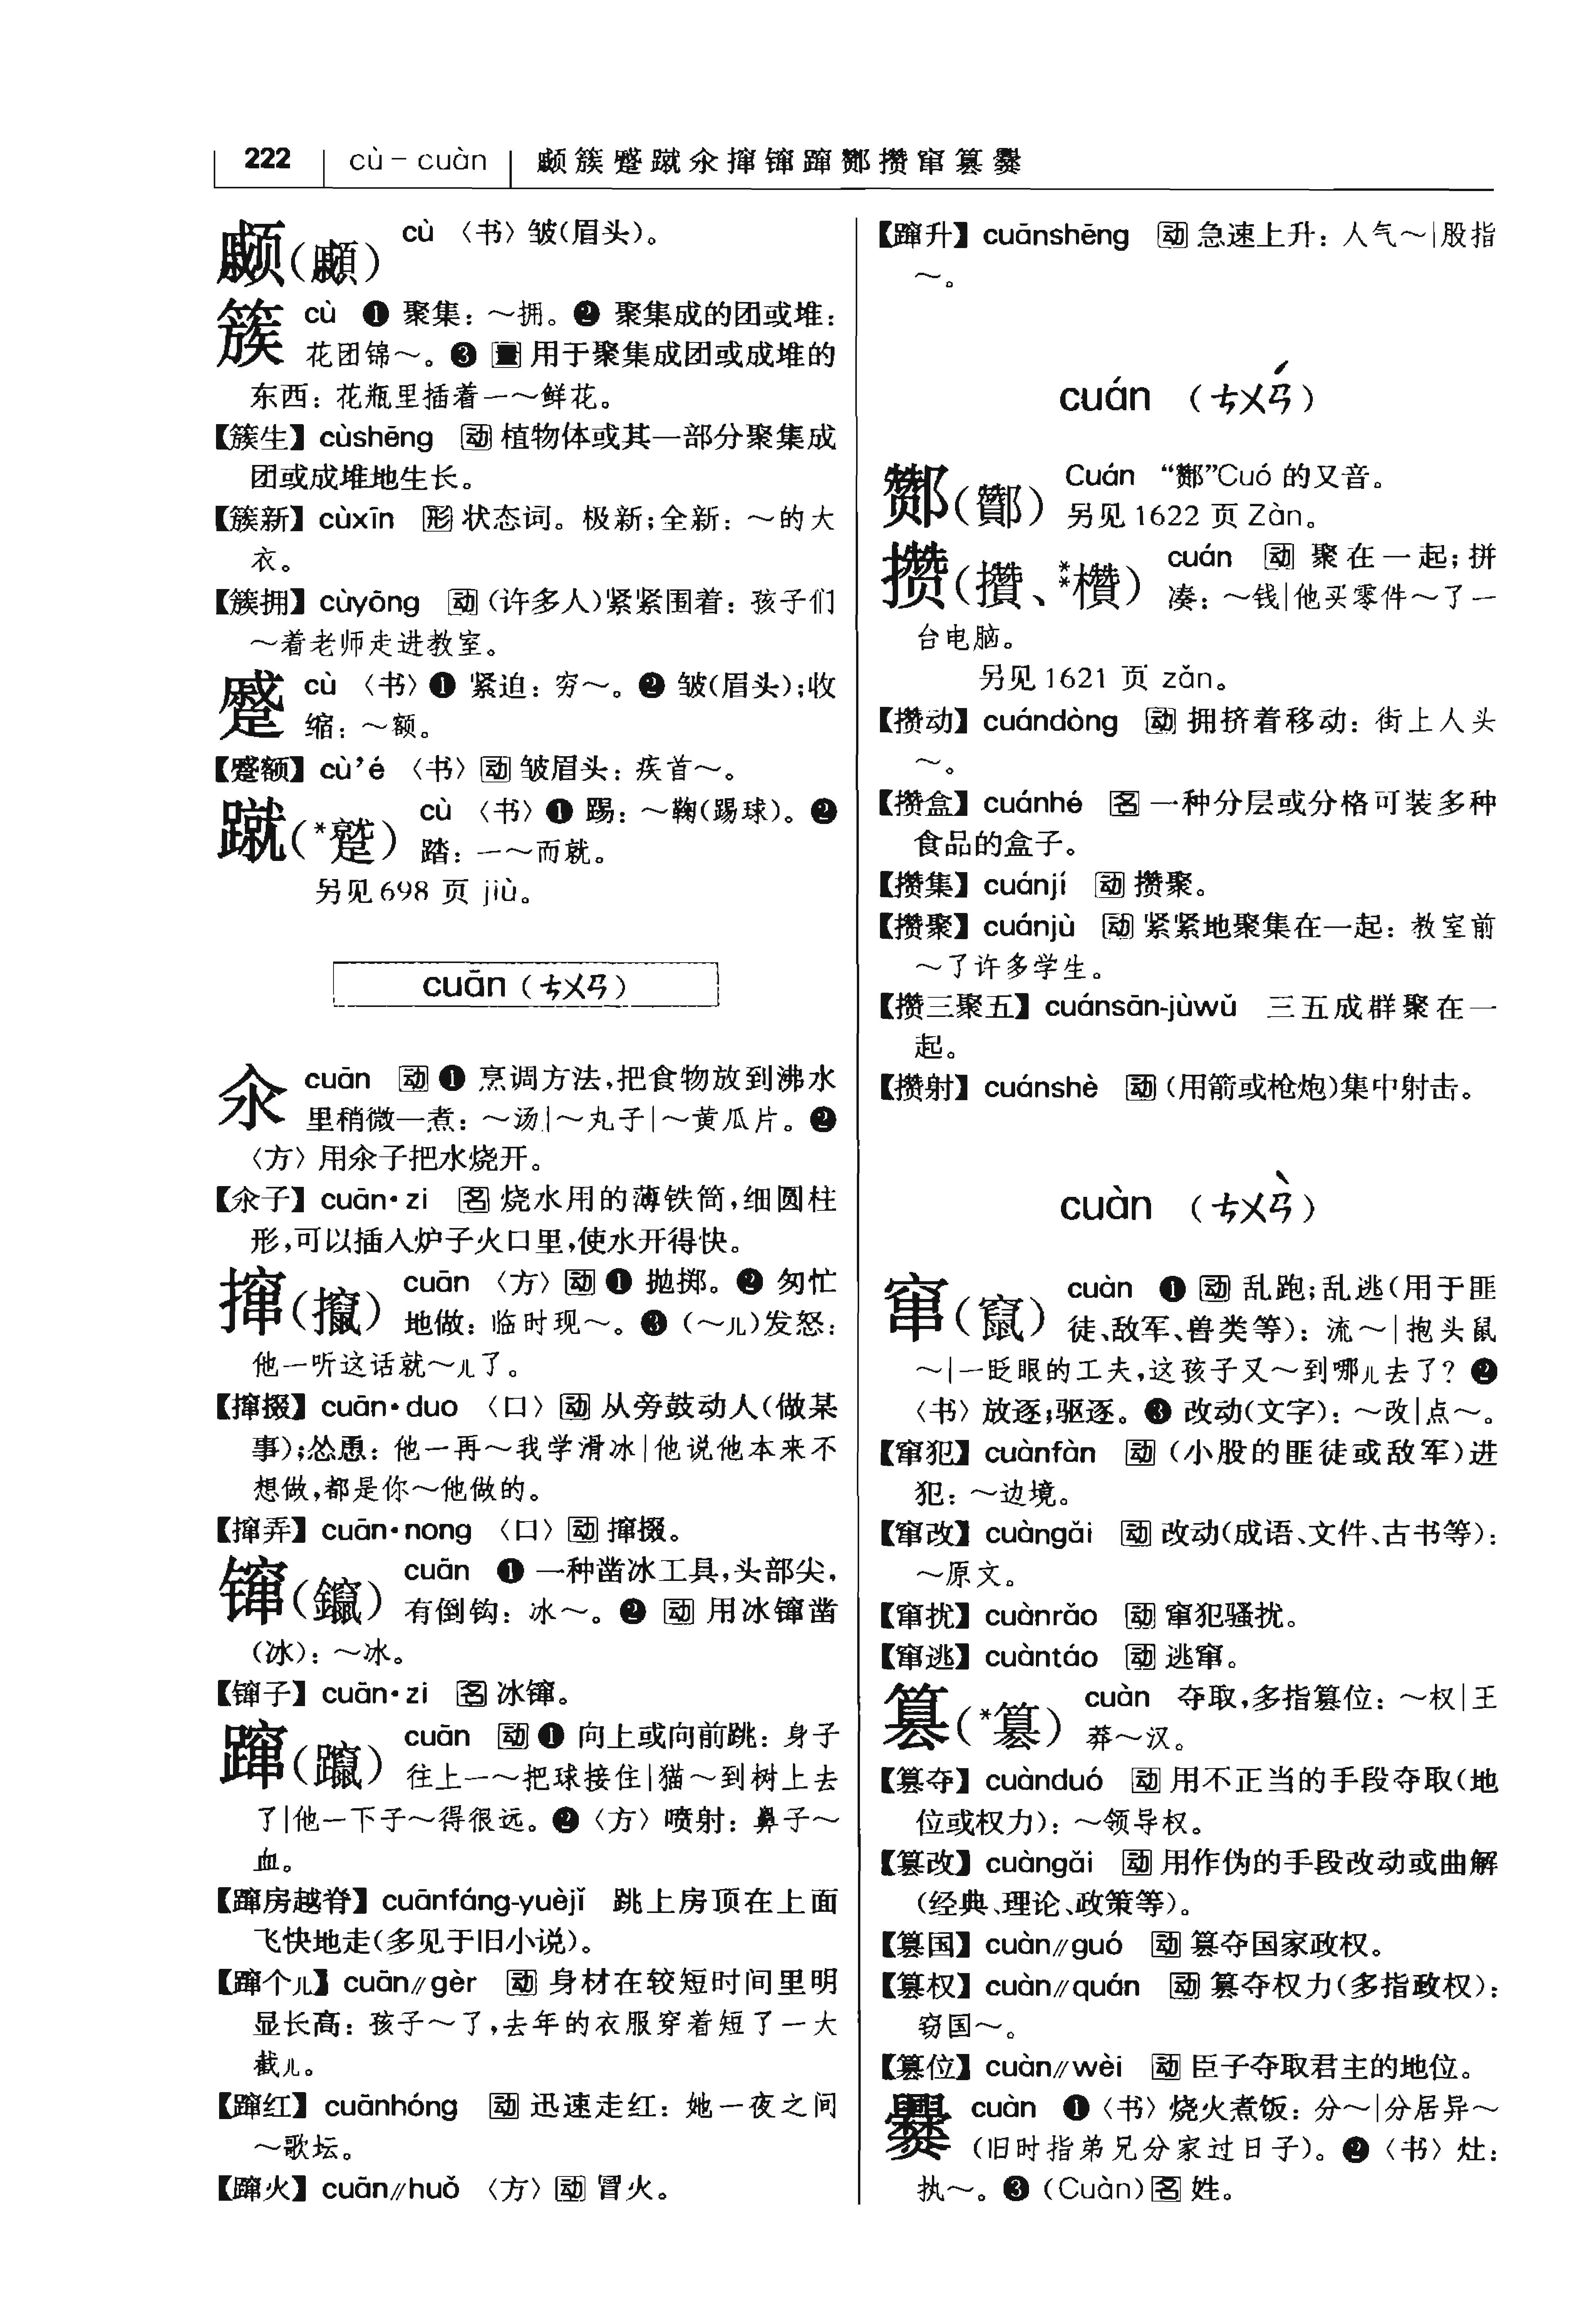 222 cù－cuàn 颣簇蹙蹴汆撺镩蹿酂攒窜篡爨
cù 〈书〉皱(眉头)。
簇 cù ❶ 聚集：～拥。❷ 聚集成的团或堆：
花团锦～。❸ 量 用于聚集成团或成堆的
东西：花瓶里插着一～鲜花。
【簇生】cùshēng 动 植物体或其一部分聚集成
团或成堆地生长。
【簇新】cùxīn 形 状态词。极新；全新：～的大
衣。
【簇拥】cùyōng 动 (许多人)紧紧围着：孩子们
～着老师走进教室。
蹙 cù 〈书〉❶ 紧迫：穷～。❷ 皱(眉头)；收
缩：～额。
【蹙额】cù’é 〈书〉动 皱眉头：疾首～。
蹴(*蹵) cù 〈书〉❶ 踢：～鞠(踢球)。❷
踏：一～而就。
另见698 页 jiù。
cuān（ㄘㄨㄢ）
汆 cuān 动 ❶ 烹调方法，把食物放到沸水
里稍微一煮：～汤|～丸子|～黄瓜片。❷
〈方〉用汆子把水烧开。
【汆子】cuān·zi 名 烧水用的薄铁筒，细圆柱
形，可以插入炉子火口里，使水开得快。
撺(攛) cuān 〈方〉动 ❶ 抛掷。❷ 匆忙
地做：临时现～。❸ (～儿)发怒：
他一听这话就～儿了。
【撺掇】cuān·duo 〈口〉动 从旁鼓动人(做某
事)；怂恿：他一再～我学滑冰|他说他本来不
想做，都是你～他做的。
【撺弄】cuān·nong 〈口〉动 撺掇。
镩(鑹) cuān ❶ 一种凿冰工具，头部尖，
有倒钩：冰～。❷ 动 用冰镩凿
(冰)：～冰。
【镩子】cuān·zi 名 冰镩。
蹿(躥) cuān 动 ❶ 向上或向前跳：身子
往上一～把球接住|猫～到树上去
了|他一下子～得很远。❷〈方〉喷射：鼻子～
血。
【蹿房越脊】cuānfáng-yuèjǐ 跳上房顶在上面
飞快地走(多见于旧小说)。
【蹿个儿】cuān∥gèr 动 身材在较短时间里明
显长高：孩子～了，去年的衣服穿着短了一大
截儿。
【蹿红】cuānhóng 动 迅速走红：她一夜之间
～歌坛。
【蹿火】cuān∥huǒ 〈方〉动 冒火。
【蹿升】cuānshēng 动 急速上升：人气～|股指
～。
cuán （ㄘㄨㄢˊ）
酂(酇) Cuán “酂”Cuó 的又音。
另见 1622 页 Zàn。
攒(攢、**欑) cuán 动 聚在一起；拼
凑：～钱|他买零件～了一
台电脑。
另见 1621 页 zǎn。
【攒动】cuándòng 动 拥挤着移动：街上人头
～。
【攒盒】cuánhé 名 一种分层或分格可装多种
食品的盒子。
【攒集】cuánjí 动 攒聚。
【攒聚】cuánjù 动 紧紧地聚集在一起：教室前
～了许多学生。
【攒三聚五】cuánsān-jùwǔ 三五成群聚在一
起。
【攒射】cuánshè 动 (用箭或枪炮)集中射击。
cuàn （ㄘㄨㄢˋ）
窜(竄) cuàn ❶ 动 乱跑；乱逃(用于匪
徒、敌军、兽类等)：流～|抱头鼠
～|一眨眼的工夫，这孩子又～到哪儿去了？❷
〈书〉放逐；驱逐。❸ 改动(文字)：～改|点～。
【窜犯】cuànfàn 动 (小股的匪徒或敌军)进
犯：～边境。
【窜改】cuàngǎi 动 改动(成语、文件、古书等)：
～原文。
【窜扰】cuànrǎo 动 窜犯骚扰。
【窜逃】cuàntáo 动 逃窜。
篡(*簒) cuàn 夺取，多指篡位：～权|王
莽～汉。
【篡夺】cuànduó 动 用不正当的手段夺取(地
位或权力)：～领导权。
【篡改】cuàngǎi 动 用作伪的手段改动或曲解
(经典、理论、政策等)。
【篡国】cuàn∥guó 动 篡夺国家政权。
【篡权】cuàn∥quán 动 篡夺权力(多指政权)：
窃国～。
【篡位】cuàn∥wèi 动 臣子夺取君主的地位。
爨 cuàn ❶〈书〉烧火煮饭：分～|分居异～
(旧时指弟兄分家过日子)。❷〈书〉灶：
执～。❸ (Cuàn) 名 姓。